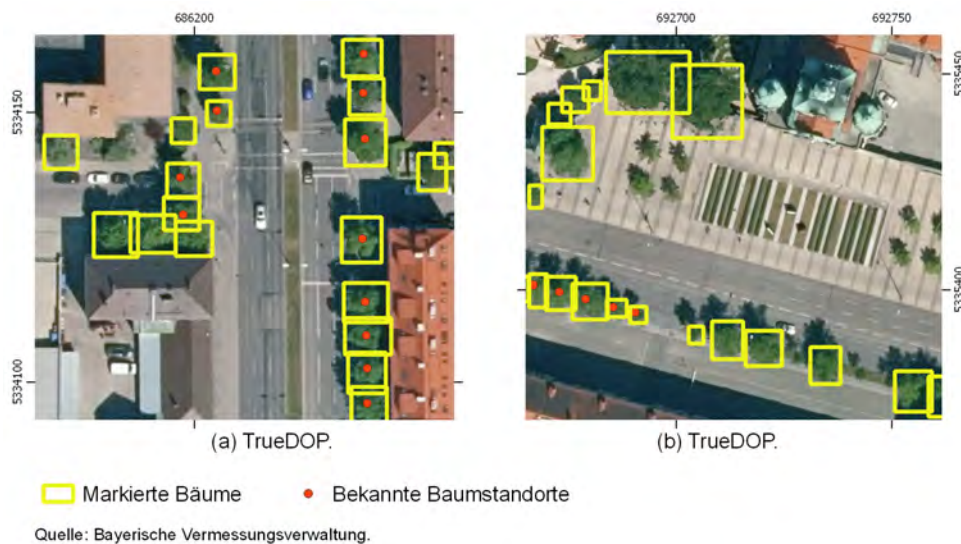 686200
692700 692750
5334150
5335450
5335400
5334100
(a) TrueDOP.
(b) TrueDOP.
Markierte Bäume
Bekannte Baumstandorte
Quelle: Bayerische Vermessungsverwaltung.